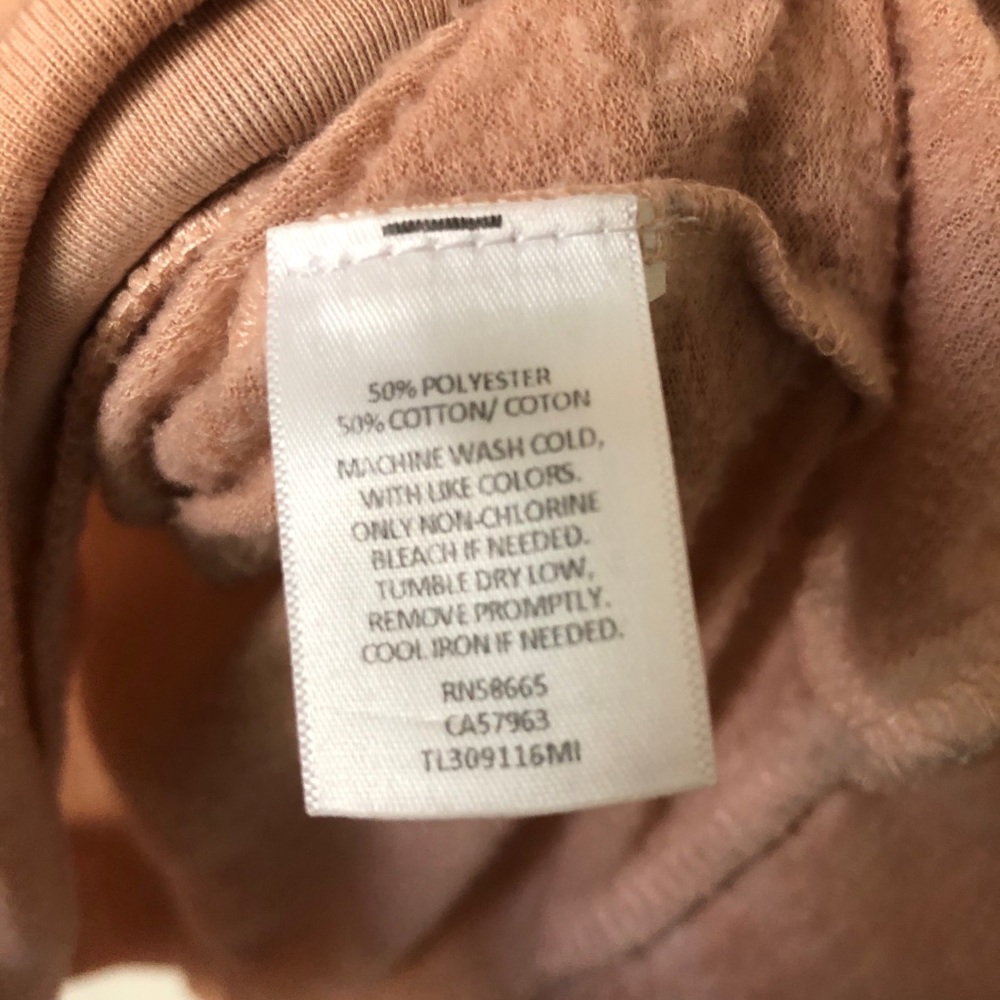 50% POLYESTER
50% COTTON/ COTON
MACHINE WASH COLD,
WITH LIKE COLORS.
ONLY NON-CHLORINE
BLEACH IF NEEDED.
TUMBLE DRY LOW,
REMOVE PROMPTLY.
COOL IRON IF NEEDED.
RN58665
CA57963
TL309116MI